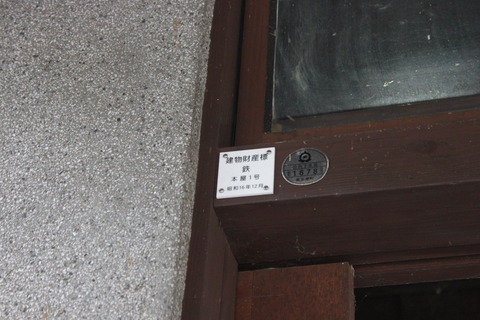 建物財産標
鉄
本屋1号
昭和16年12月